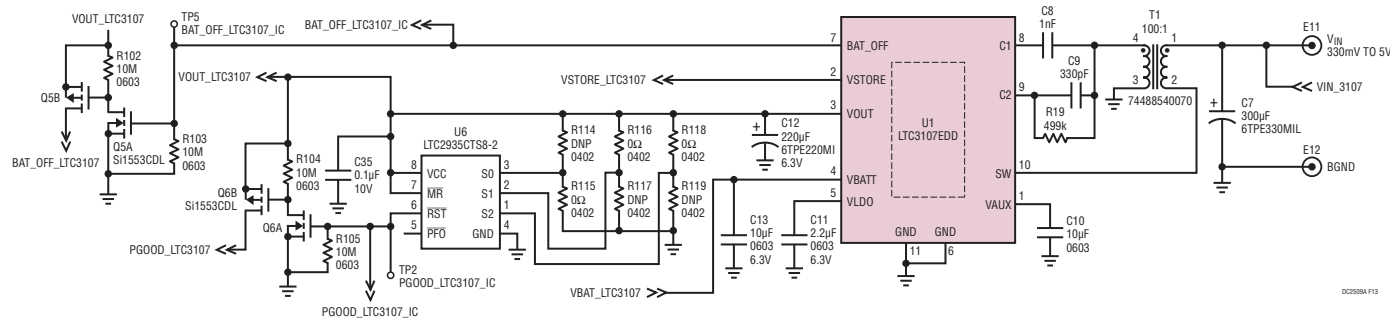 VOUT_LTC3107
TP5
BAT_OFF_LTC3107_IC
BAT_OFF_LTC3107_IC
R102
10M
0603
Q5B
Q5A
Si1553CDL
BAT_OFF_LTC3107
R103
10M
0603
VOUT_LTC3107
VSTORE_LTC3107
R104
10M
0603
Q6B
Si1553CDL
Q6A
PGOOD_LTC3107
R105
10M
0603
C35
0.1µF
10V
U6
LTC2935CTS8-2
8 VCC
7 MR
6 RST
5 PFO
S0 3
S1 2
S2 1
GND 4
TP2
PGOOD_LTC3107_IC
PGOOD_LTC3107_IC
R114
DNP
0402
R116
0Ω
0402
R118
0Ω
0402
R115
0Ω
0402
R117
DNP
0402
R119
DNP
0402
+
C12
220µF
6TPE220MI
6.3V
C13
10µF
0603
6.3V
C11
2.2µF
0603
6.3V
VBAT_LTC3107
7 BAT_OFF
2 VSTORE
3 VOUT
4 VBATT
5 VLDO
U1
LTC3107EDD
C1 8
C2 9
SW 10
VAUX 1
GND 11
GND 6
C8
1nF
C9
330pF
R19
499k
T1
100:1
4 1
3 2
74488540070
C10
10µF
0603
+
C7
300µF
6TPE330MIL
E11
VIN
330mV TO 5V
VIN_3107
E12
BGND
DC2509A F13